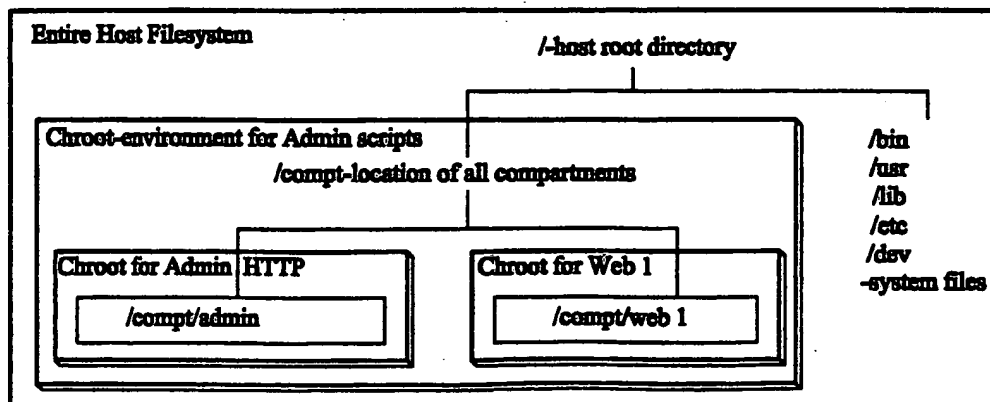 Entire Host Filesystem
/-host root directory
Chroot-environment for Admin scripts
/compt-location of all compartments
/bin
/usr
/lib
/etc
/dev
-system files
Chroot for Admin HTTP
/compt/admin
Chroot for Web 1
/compt/web 1